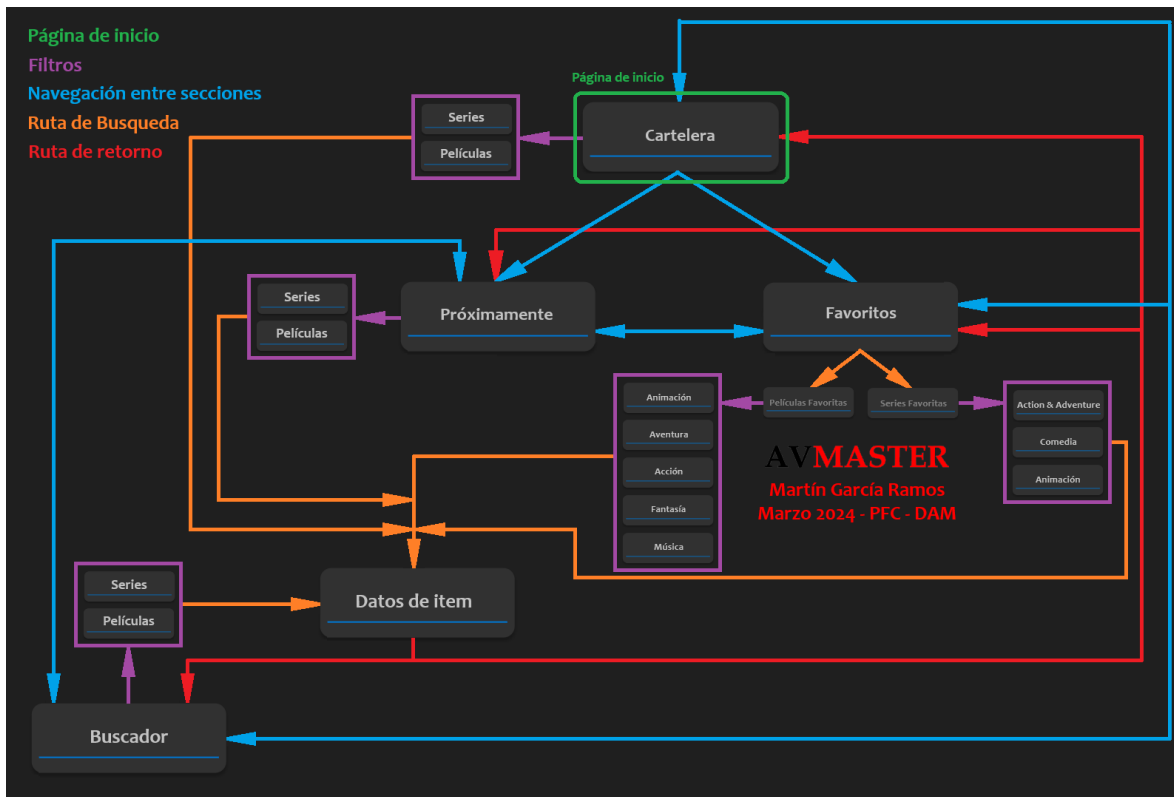 Página de inicio
Filtros
Navegación entre secciones
Ruta de Busqueda
Ruta de retorno
Página de inicio
Cartelera
Series
Películas
Próximamente
Series
Películas
Favoritos
Películas Favoritas
Series Favoritas
Animación
Aventura
Acción
Fantasía
Música
Action & Adventure
Comedia
Animación
AVMASTER
Martín García Ramos
Marzo 2024 - PFC - DAM
Datos de item
Series
Películas
Buscador